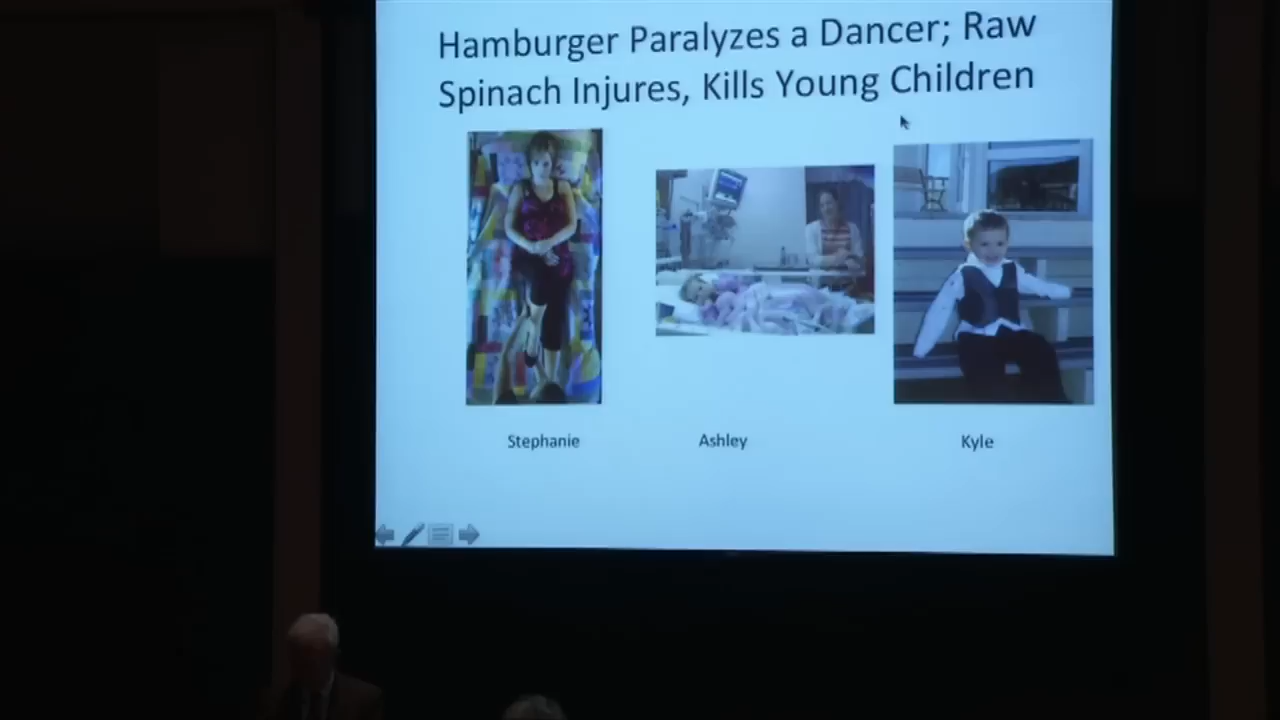 Hamburger Paralyzes a Dancer; Raw
Spinach Injures, Kills Young Children
Stephanie
Ashley
Kyle